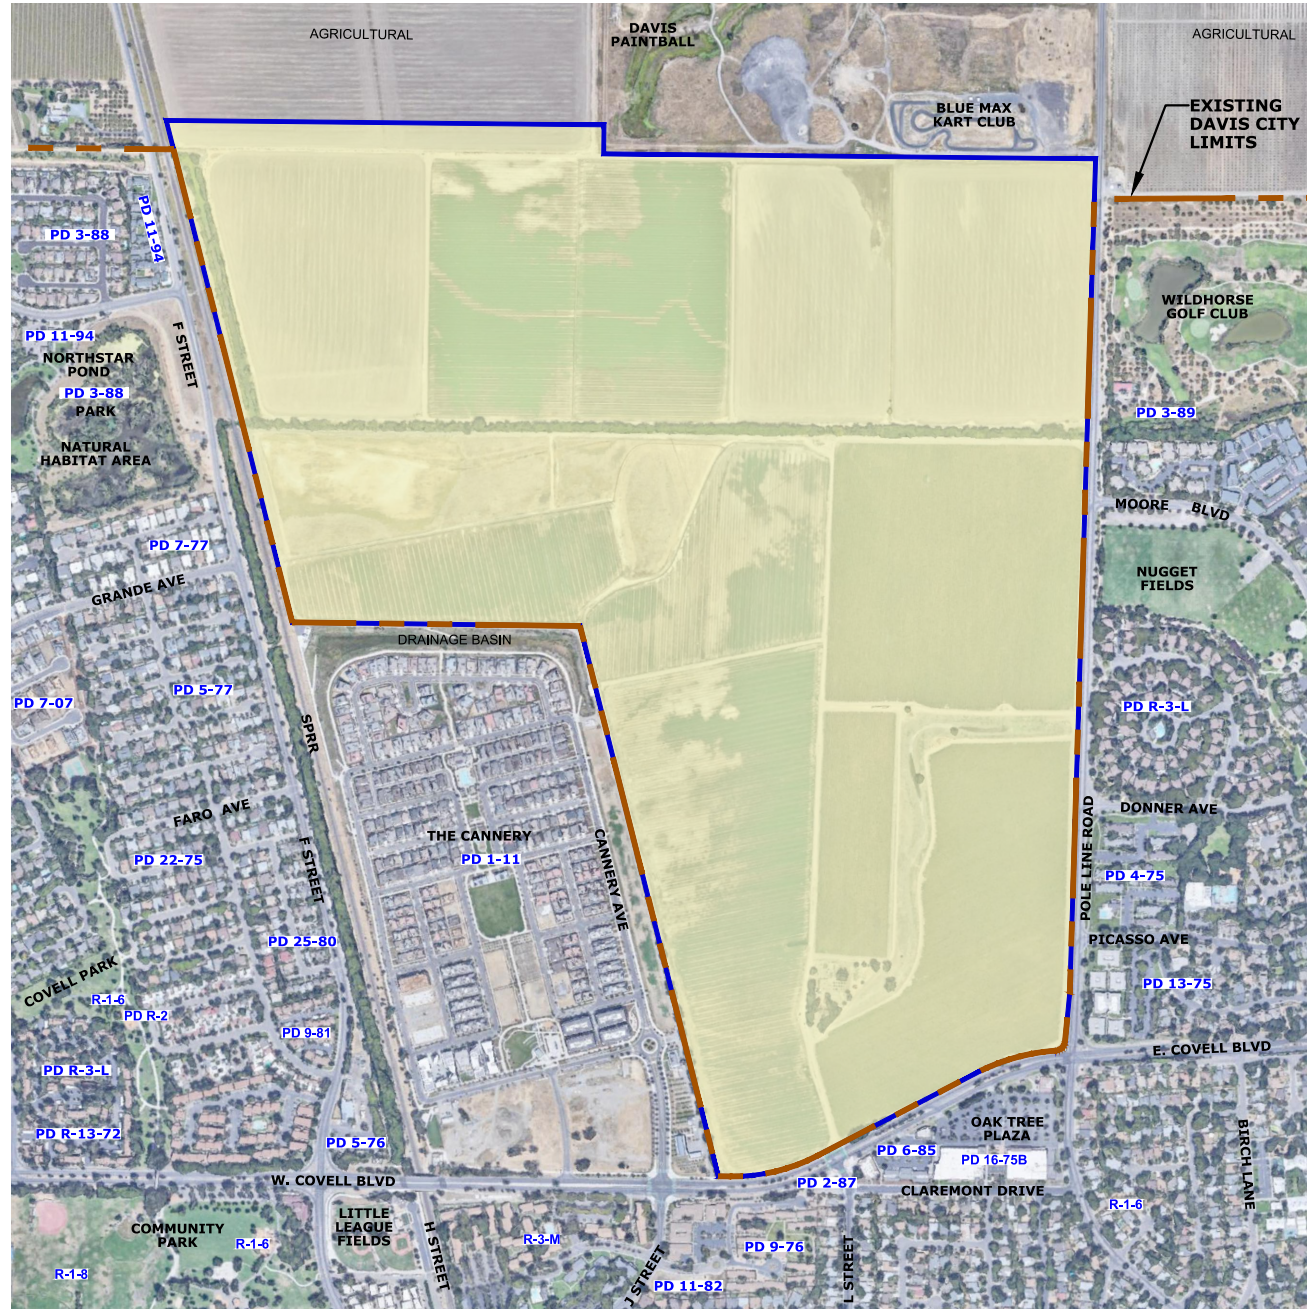 AGRICULTURAL
DAVIS
PAINTBALL
AGRICULTURAL
BLUE MAX
KART CLUB
EXISTING
DAVIS CITY
LIMITS
PD 3-88
PD 11-94
WILDHORSE
GOLF CLUB
PD 11-94
F STREET
NORTHSTAR
POND
PD 3-88
PARK
NATURAL
HABITAT AREA
PD 3-89
MOORE BLVD
PD 7-77
GRANDE AVE
NUGGET
FIELDS
DRAINAGE BASIN
PD 5-77
PD 7-07
PD R-3-L
SPRR
FARO AVE
THE CANNERY
PD 1-11
CANNERY AVE
POLE LINE ROAD
DONNER AVE
PD 22-75
F STREET
PD 4-75
PD 25-80
PICASSO AVE
COVELL PARK
R-1-6
PD R-2
PD 13-75
PD 9-81
E. COVELL BLVD
PD R-3-L
PD R-13-72
PD 5-76
OAK TREE
PLAZA
PD 6-85
PD 16-75B
BIRCH LANE
W. COVELL BLVD
PD 2-87
CLAREMONT DRIVE
R-1-6
LITTLE
LEAGUE
FIELDS
COMMUNITY
PARK
R-1-6
H STREET
R-3-M
PD 9-76
L STREET
R-1-8
J STREET
PD 11-82